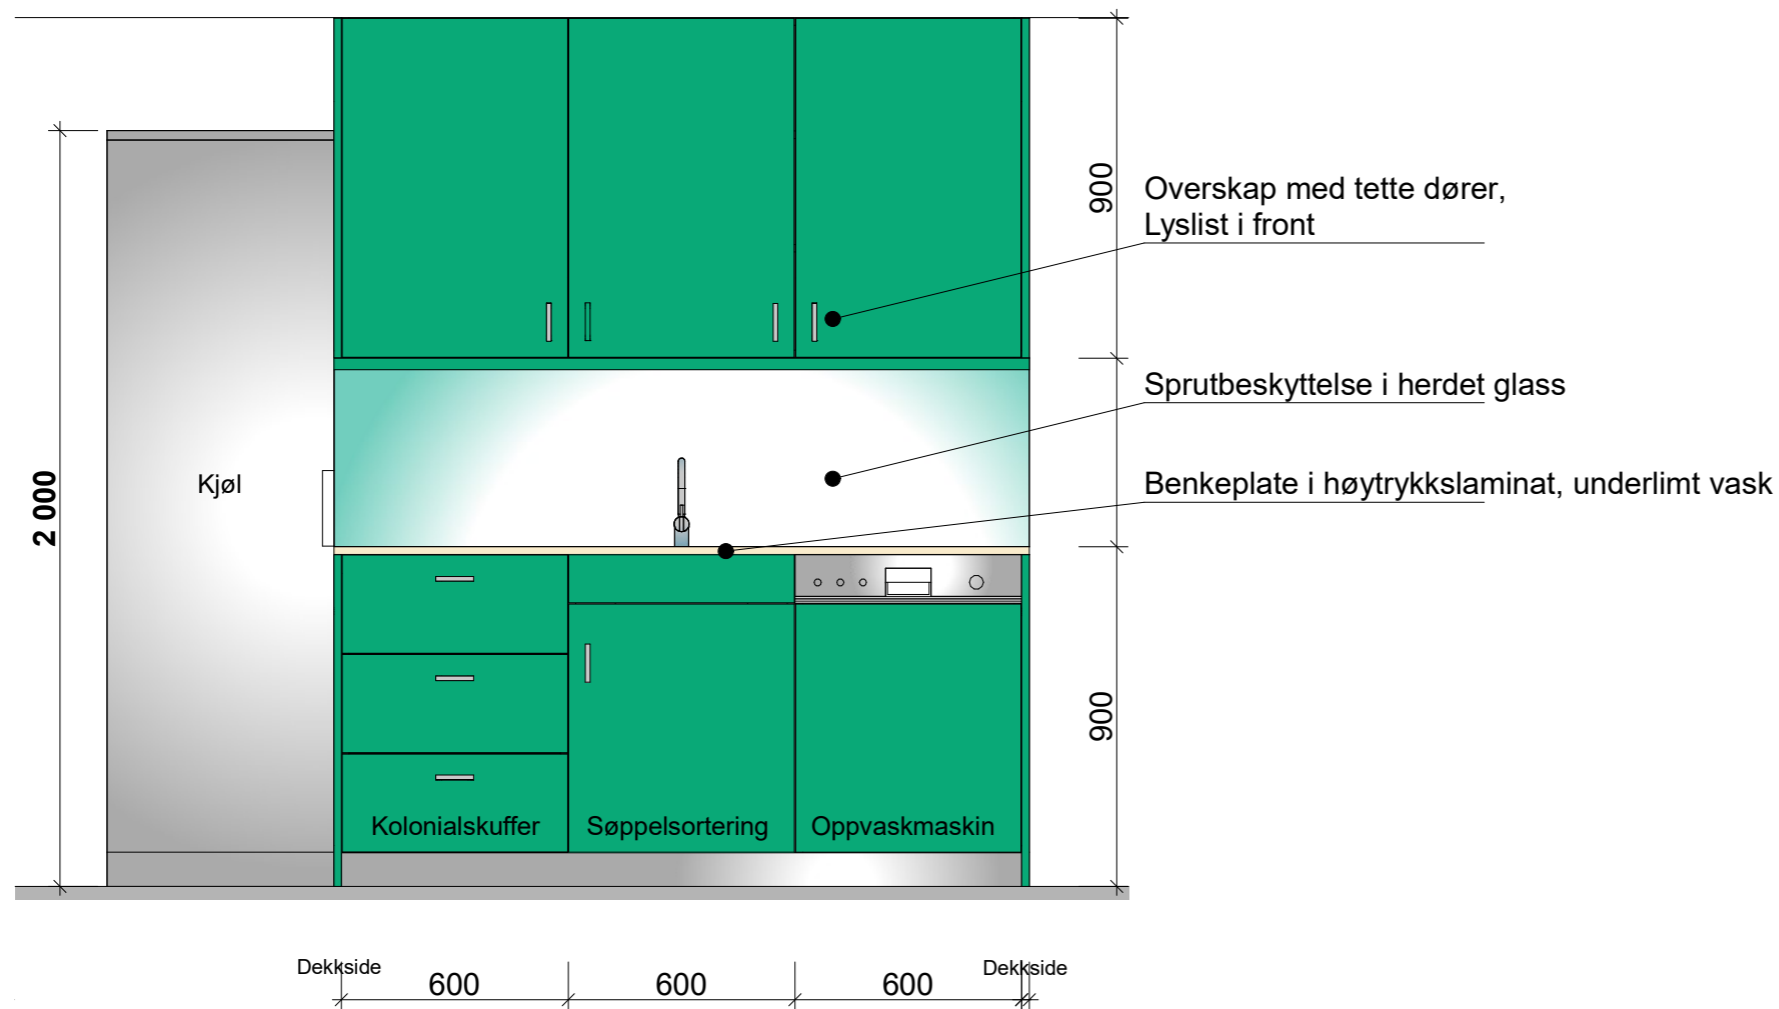 900
Overskap med tette dører,
Lyslist i front
Sprutbeskyttelse i herdet glass
2 000
Kjøl
Benkeplate i høytrykkslaminat, underlimt vask
900
Kolonialskuffer
Søppelsortering
Oppvaskmaskin
Dekkside
600
600
600
Dekkside